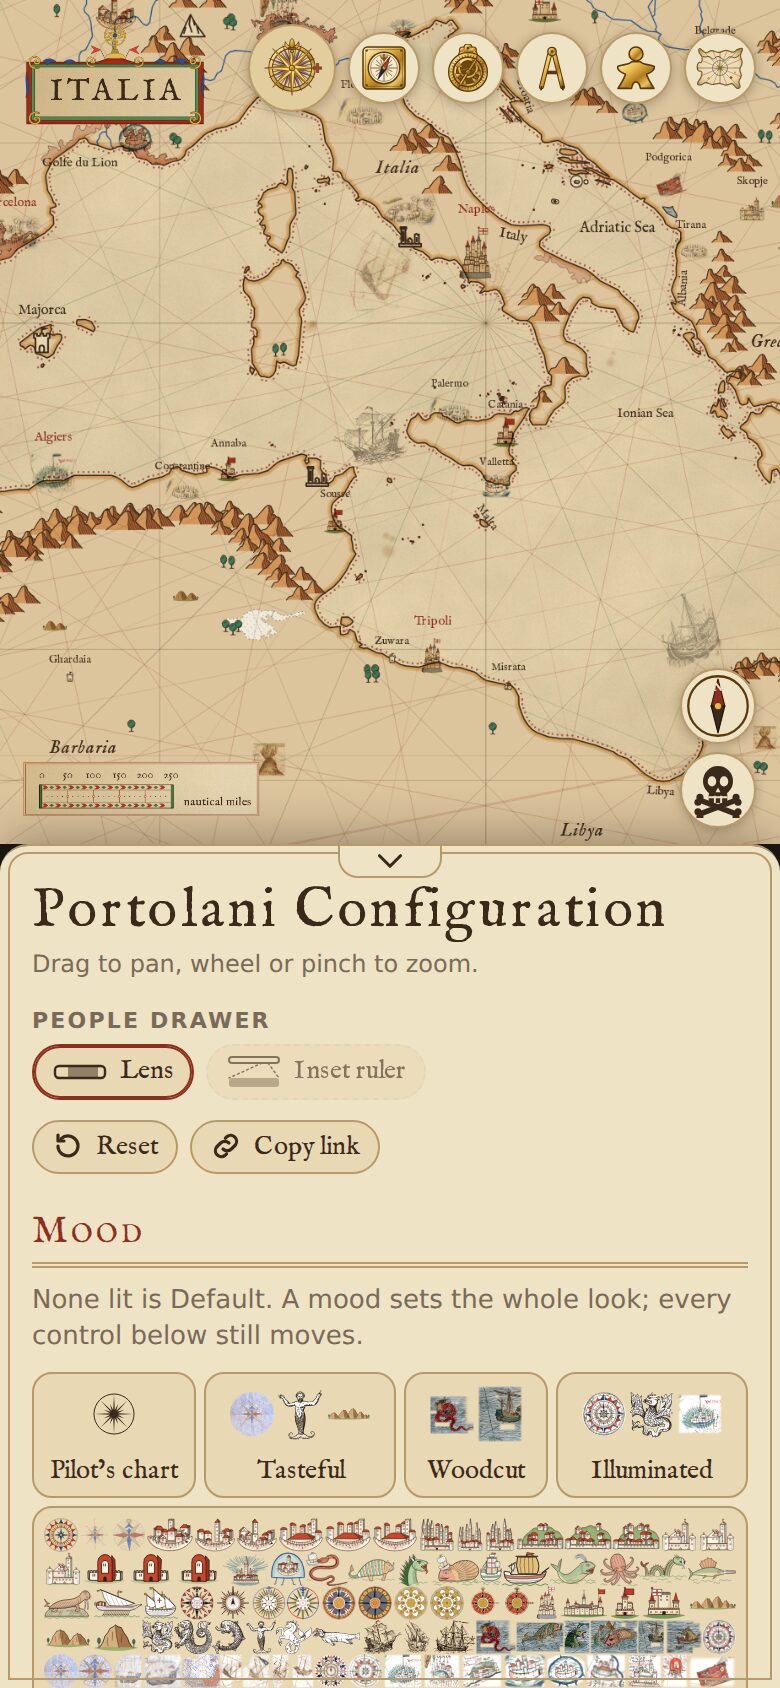 Belgrade
ITALIA
Golfe du Lion
Italia
Podgorica
Skopje
Naples
Italy
Adriatic Sea
Tirana
Albania
Majorca
Palermo
Catania
Ionian Sea
Algiers
Annaba
Constantine
Valletta
Sousse
Malta
Tripoli
Zuwara
Ghardaia
Misrata
Barbaria
0 50 100 150 200 250
nautical miles
Libya
Libya
Portolani Configuration
Drag to pan, wheel or pinch to zoom.
PEOPLE DRAWER
Lens
Inset ruler
Reset
Copy link
MOOD
None lit is Default. A mood sets the whole look; every
control below still moves.
Pilot's chart
Tasteful
Woodcut
Illuminated